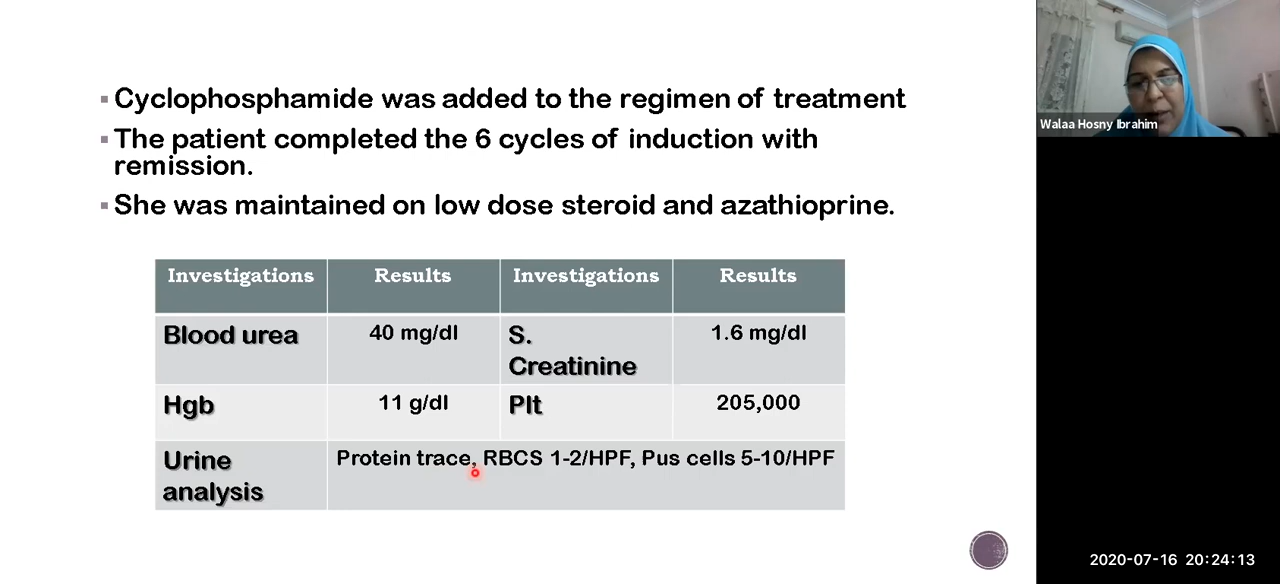 ▪ Cyclophosphamide was added to the regimen of treatment
▪ The patient completed the 6 cycles of induction with
remission.
▪ She was maintained on low dose steroid and azathioprine.
Investigations Results Investigations Results
Blood urea 40 mg/dl S. Creatinine 1.6 mg/dl
Hgb 11 g/dl Plt 205,000
Urine analysis Protein trace, RBCS 1-2/HPF, Pus cells 5-10/HPF
Walaa Hosny Ibrahim
2020-07-16 20:24:13